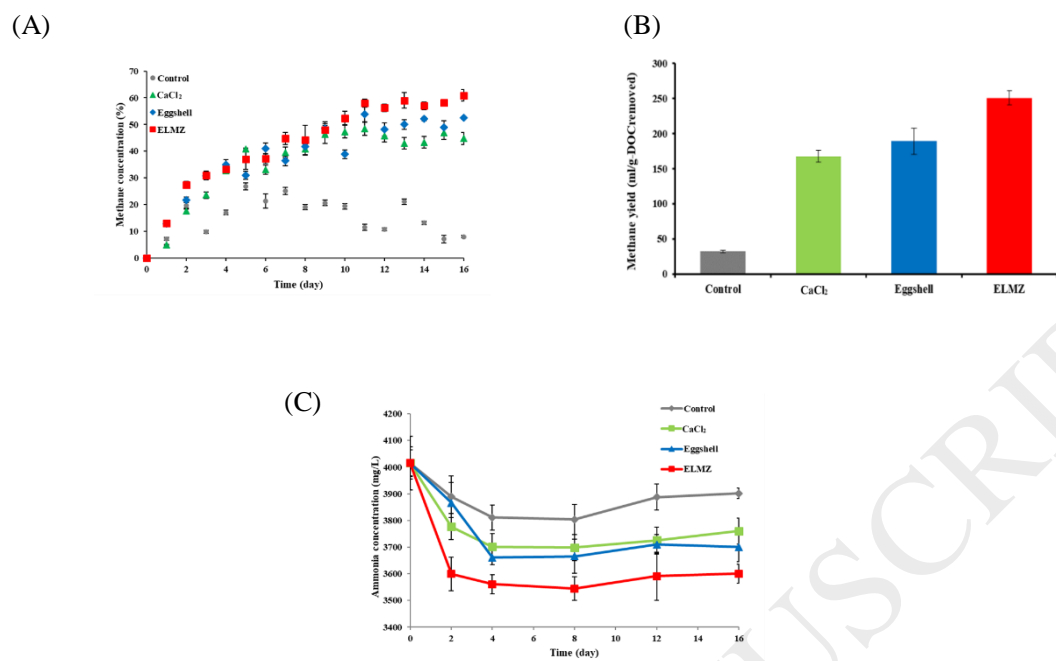 (A)
(B)
Control
CaCl₂
Eggshell
ELMZ
Methane concentration (%)
70
60
50
40
30
20
10
0
0 2 4 6 8 10 12 14 16
Time (day)
Methane yield (ml/g-DOCremoved)
300
250
200
150
100
50
0
Control CaCl₂ Eggshell ELMZ
(C)
Control
CaCl₂
Eggshell
ELMZ
Ammonia concentration (mg/L)
4200
4100
4000
3900
3800
3700
3600
3500
3400
0 2 4 6 8 10 12 14 16
Time (day)